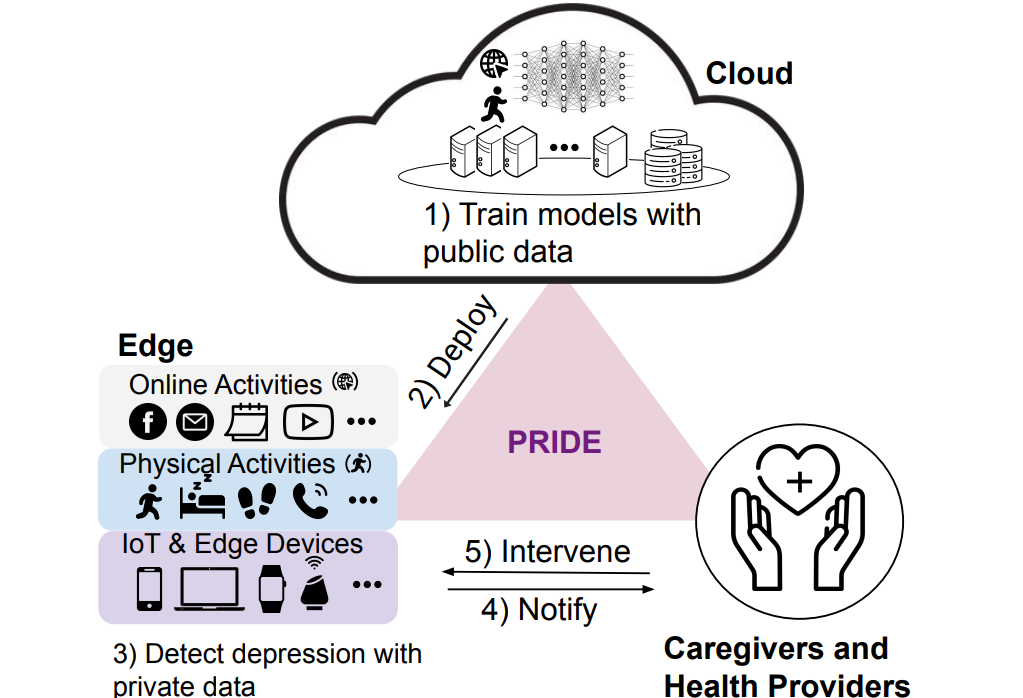 Cloud
1) Train models with
public data
2) Deploy
Edge
Online Activities
Physical Activities
z z
IoT & Edge Devices
PRIDE
5) Intervene
4) Notify
3) Detect depression with
private data
Caregivers and
Health Providers